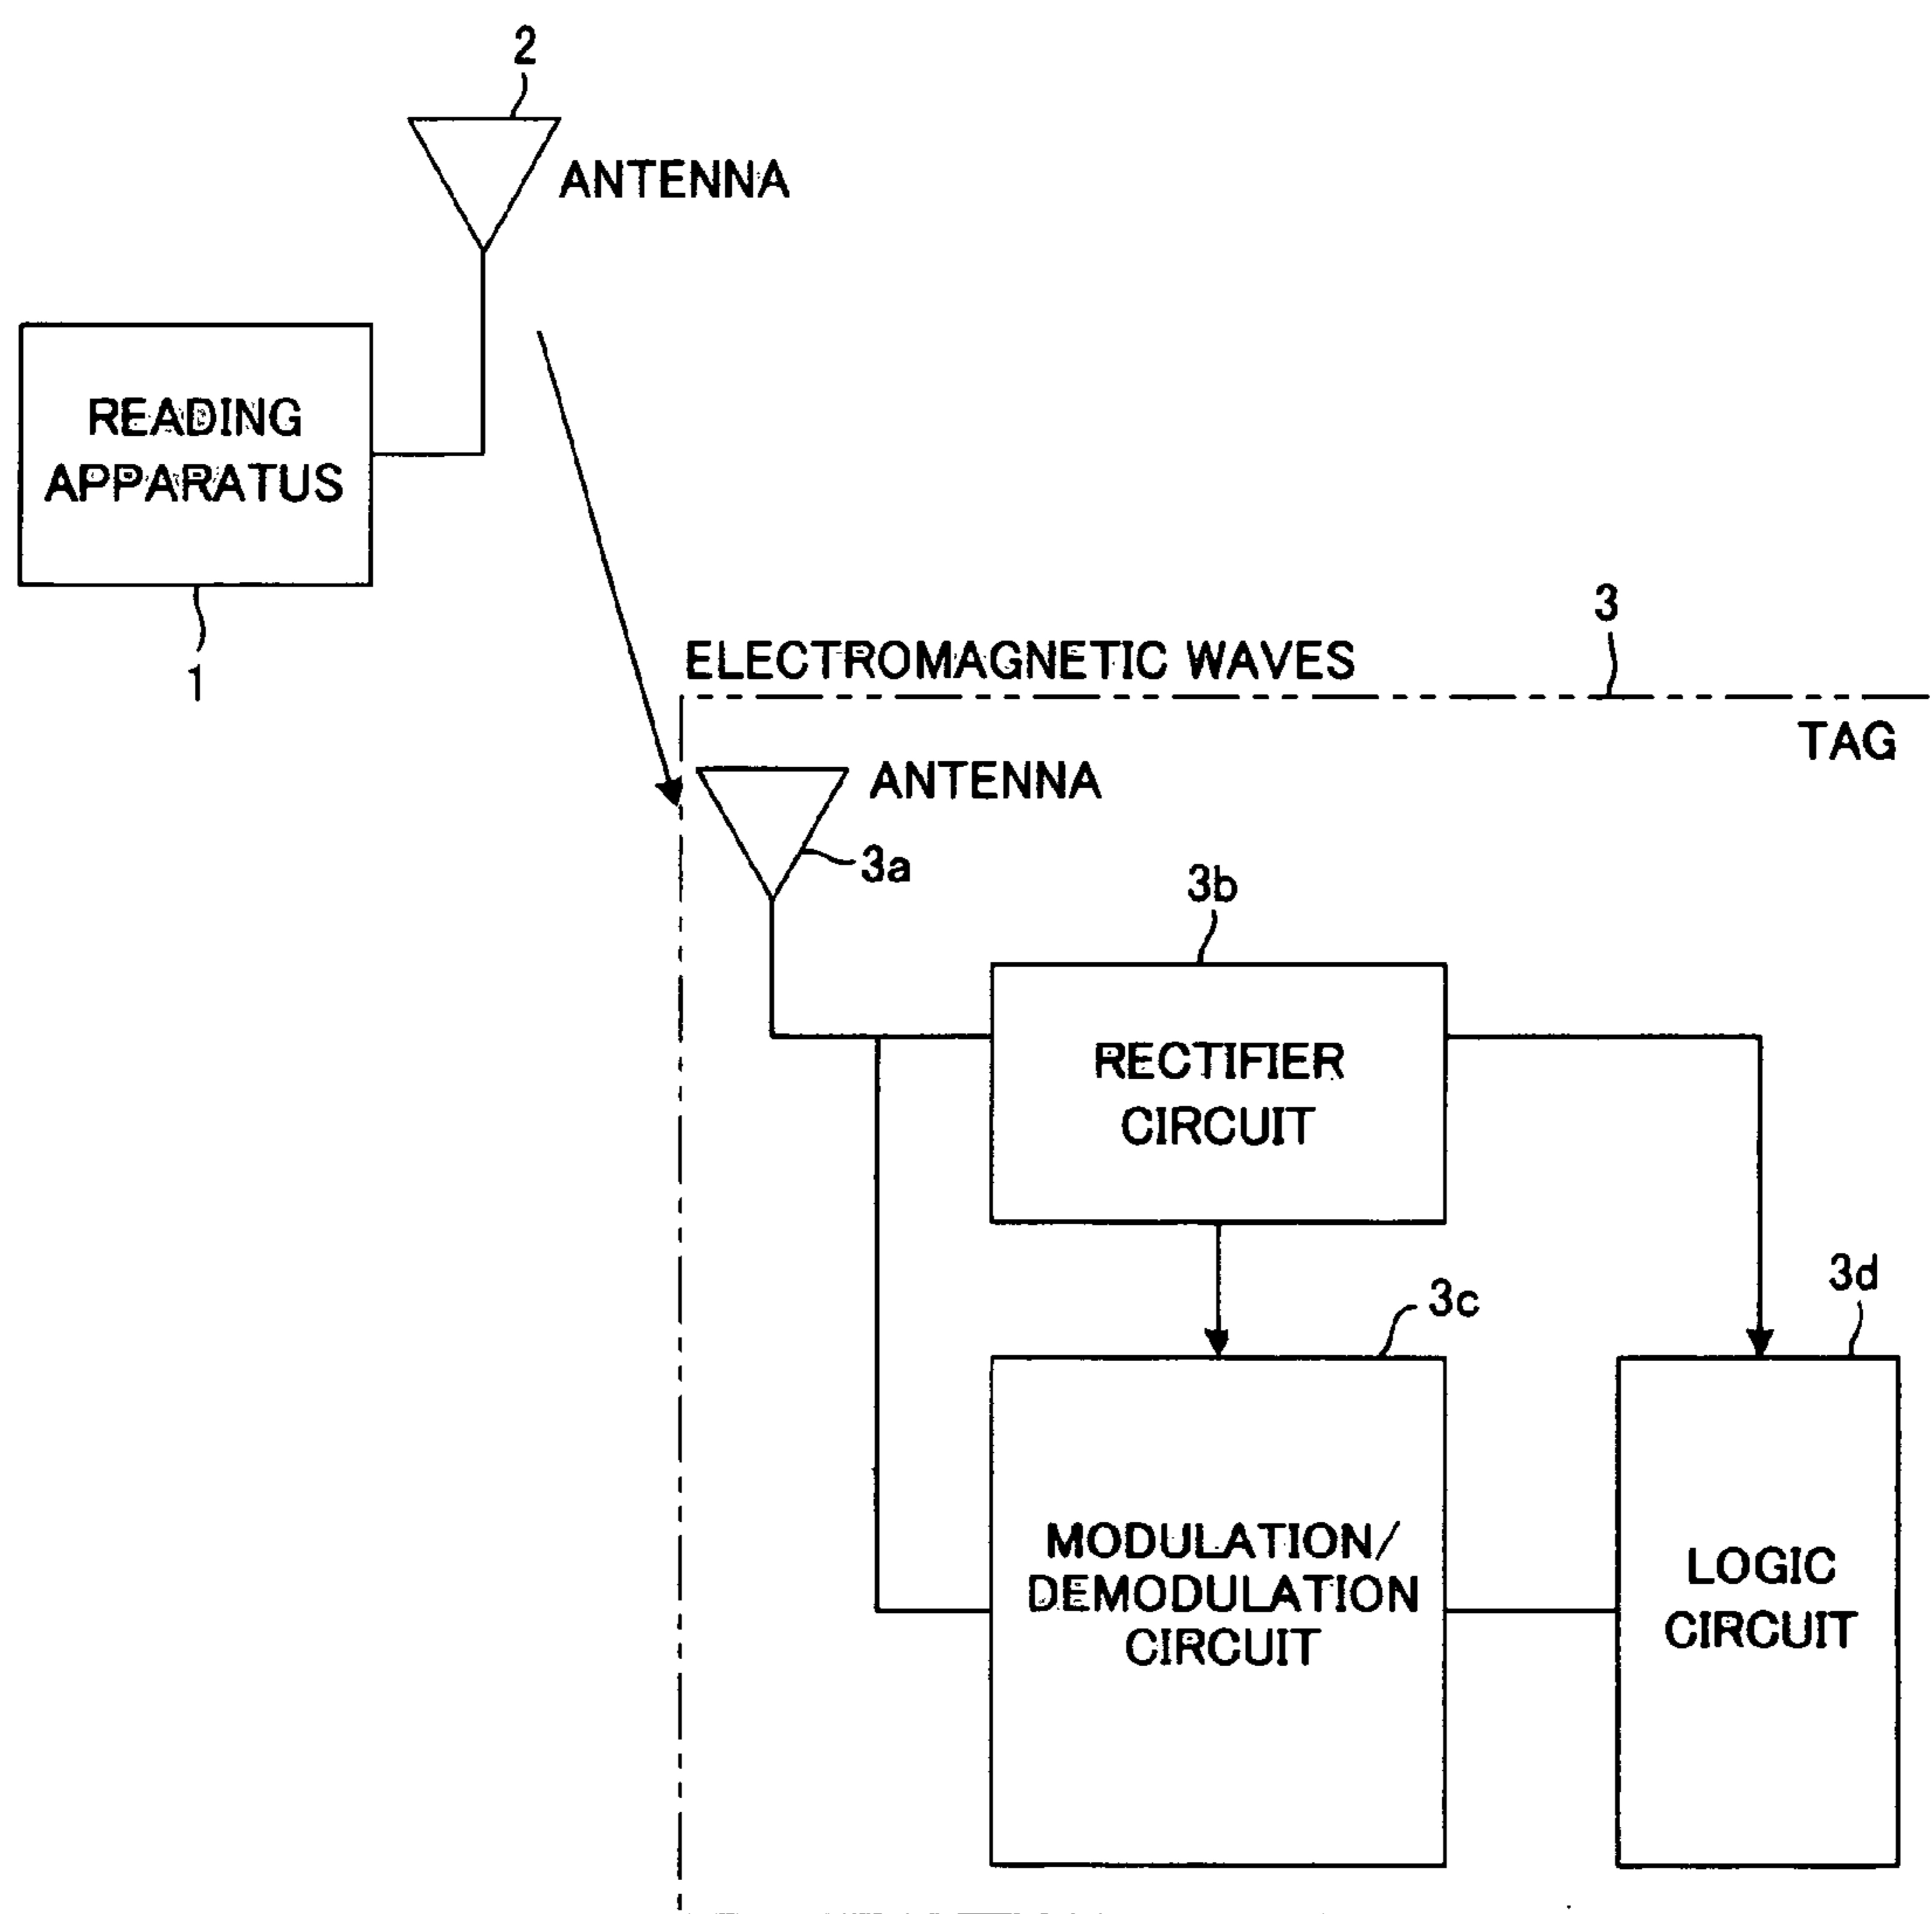 2
ANTENNA
READING
APPARATUS
1
3
ELECTROMAGNETIC WAVES
TAG
ANTENNA
3a
3b
RECTIFIER
CIRCUIT
3c
3d
MODULATION/
DEMODULATION
CIRCUIT
LOGIC
CIRCUIT